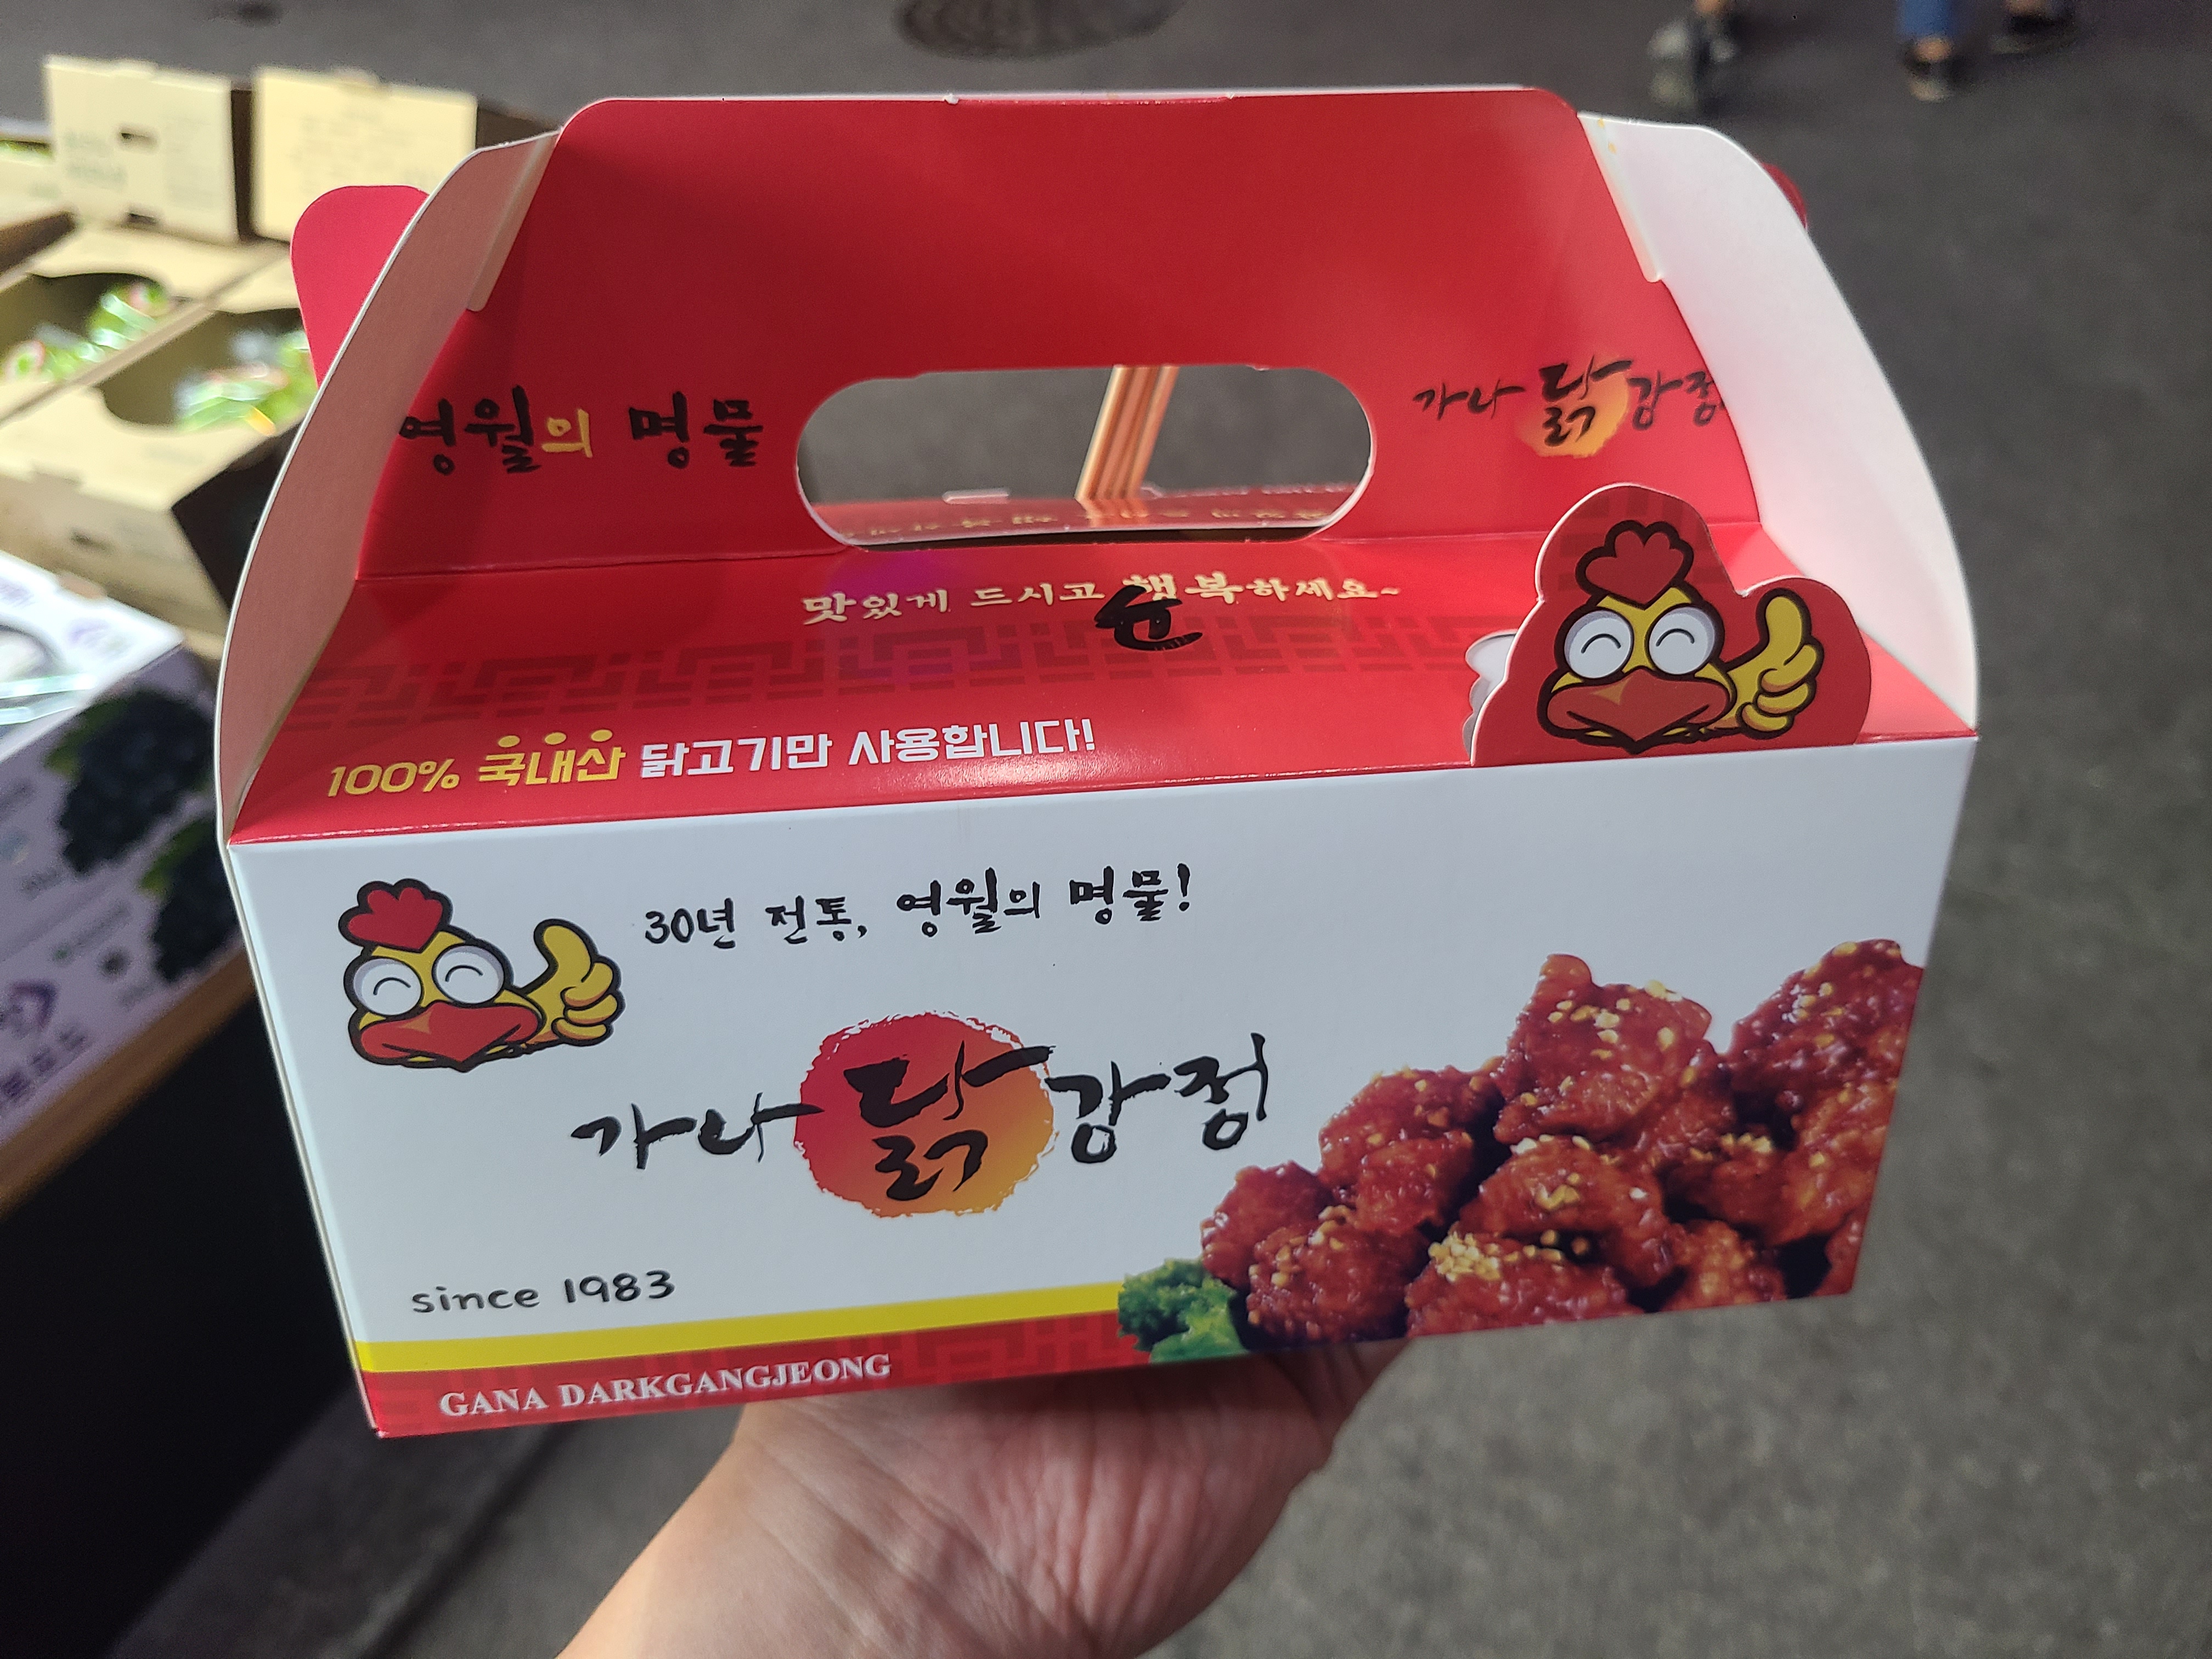 영월의 명물
가나 닭강정
맛있게 드시고 행복하세요~
순
100% 국내산 닭고기만 사용합니다!
30년 전통, 영월의 명물!
가나 닭강정
since 1983
GANA DARKGANGJEONG